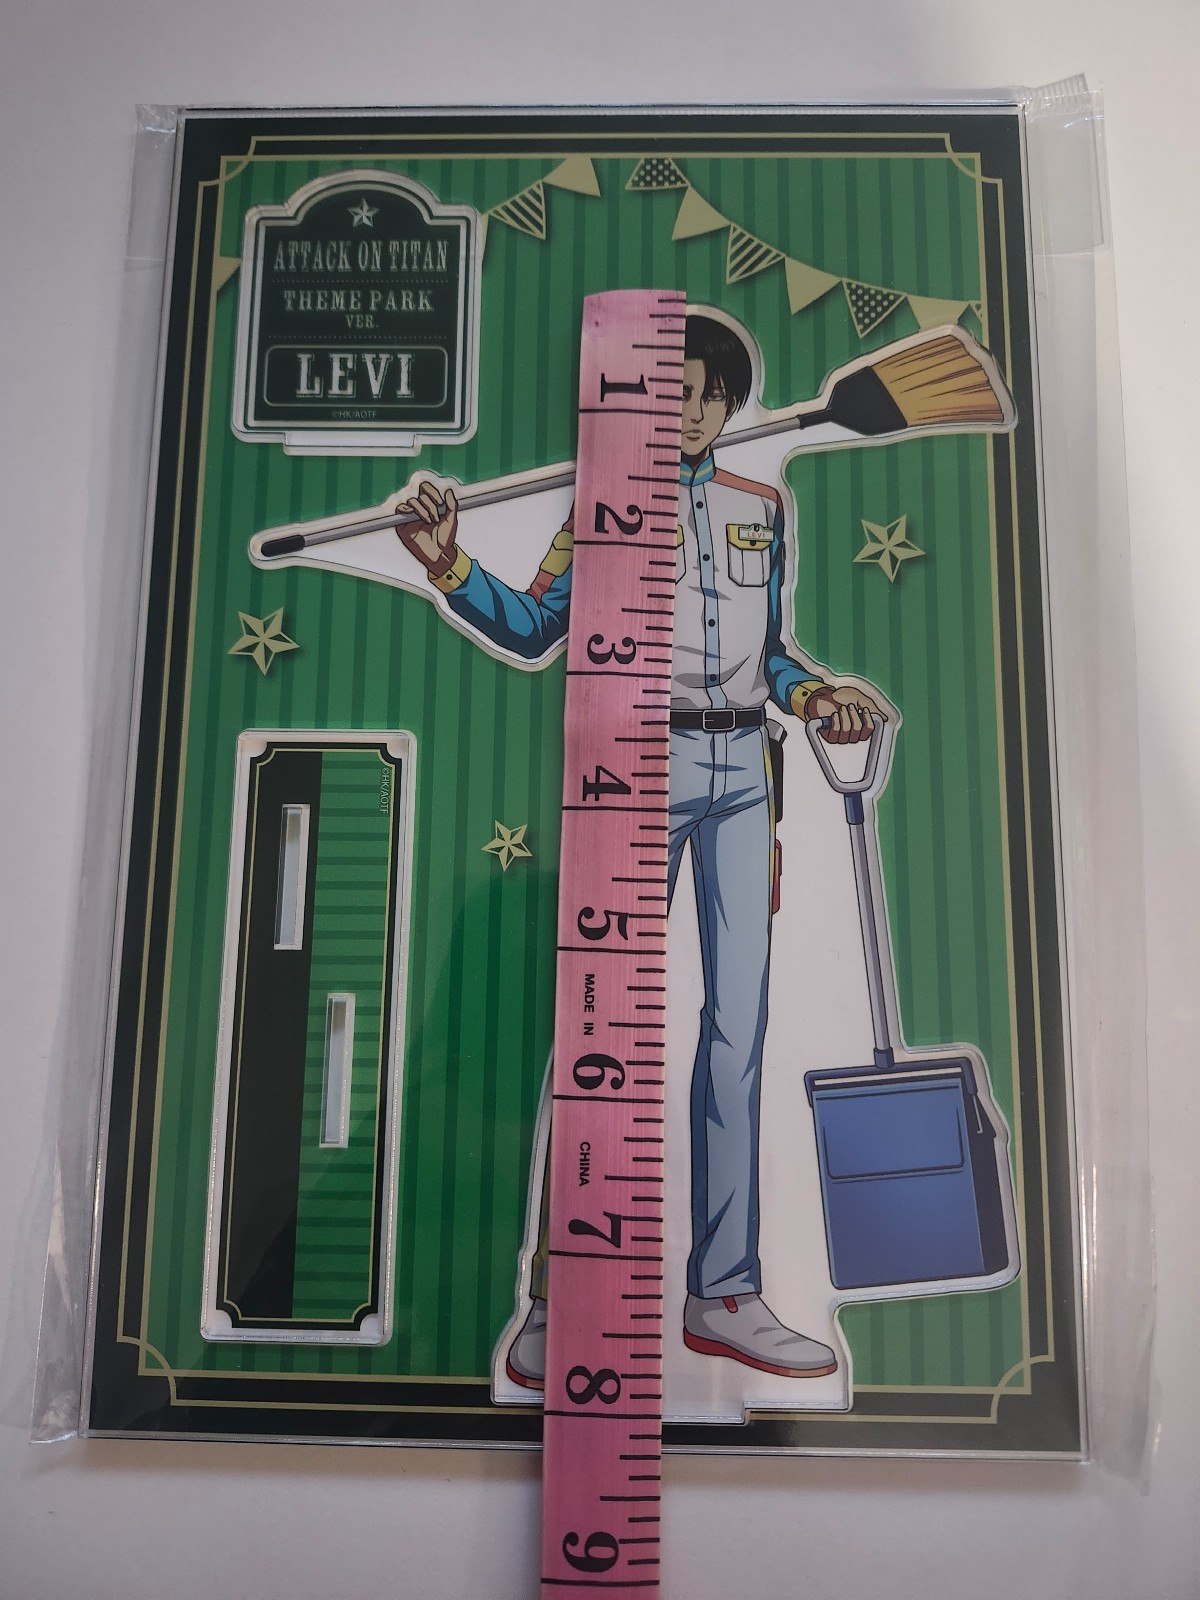 ATTACK ON TITAN
THEME PARK
VER.
LEVI
©HK/AOTF
1
2
LEVI
3
©HK/AOTF
4
5
MADE IN
6
CHINA
7
8
9